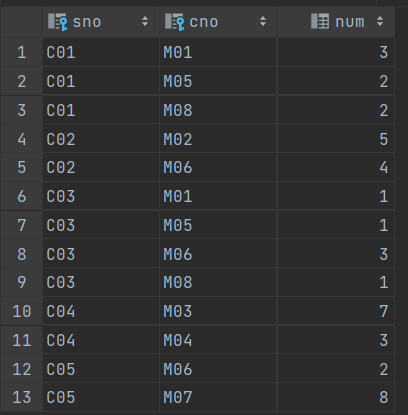 sno cno num
1 C01 M01 3
2 C01 M05 2
3 C01 M08 2
4 C02 M02 5
5 C02 M06 4
6 C03 M01 1
7 C03 M05 1
8 C03 M06 3
9 C03 M08 1
10 C04 M03 7
11 C04 M04 3
12 C05 M06 2
13 C05 M07 8